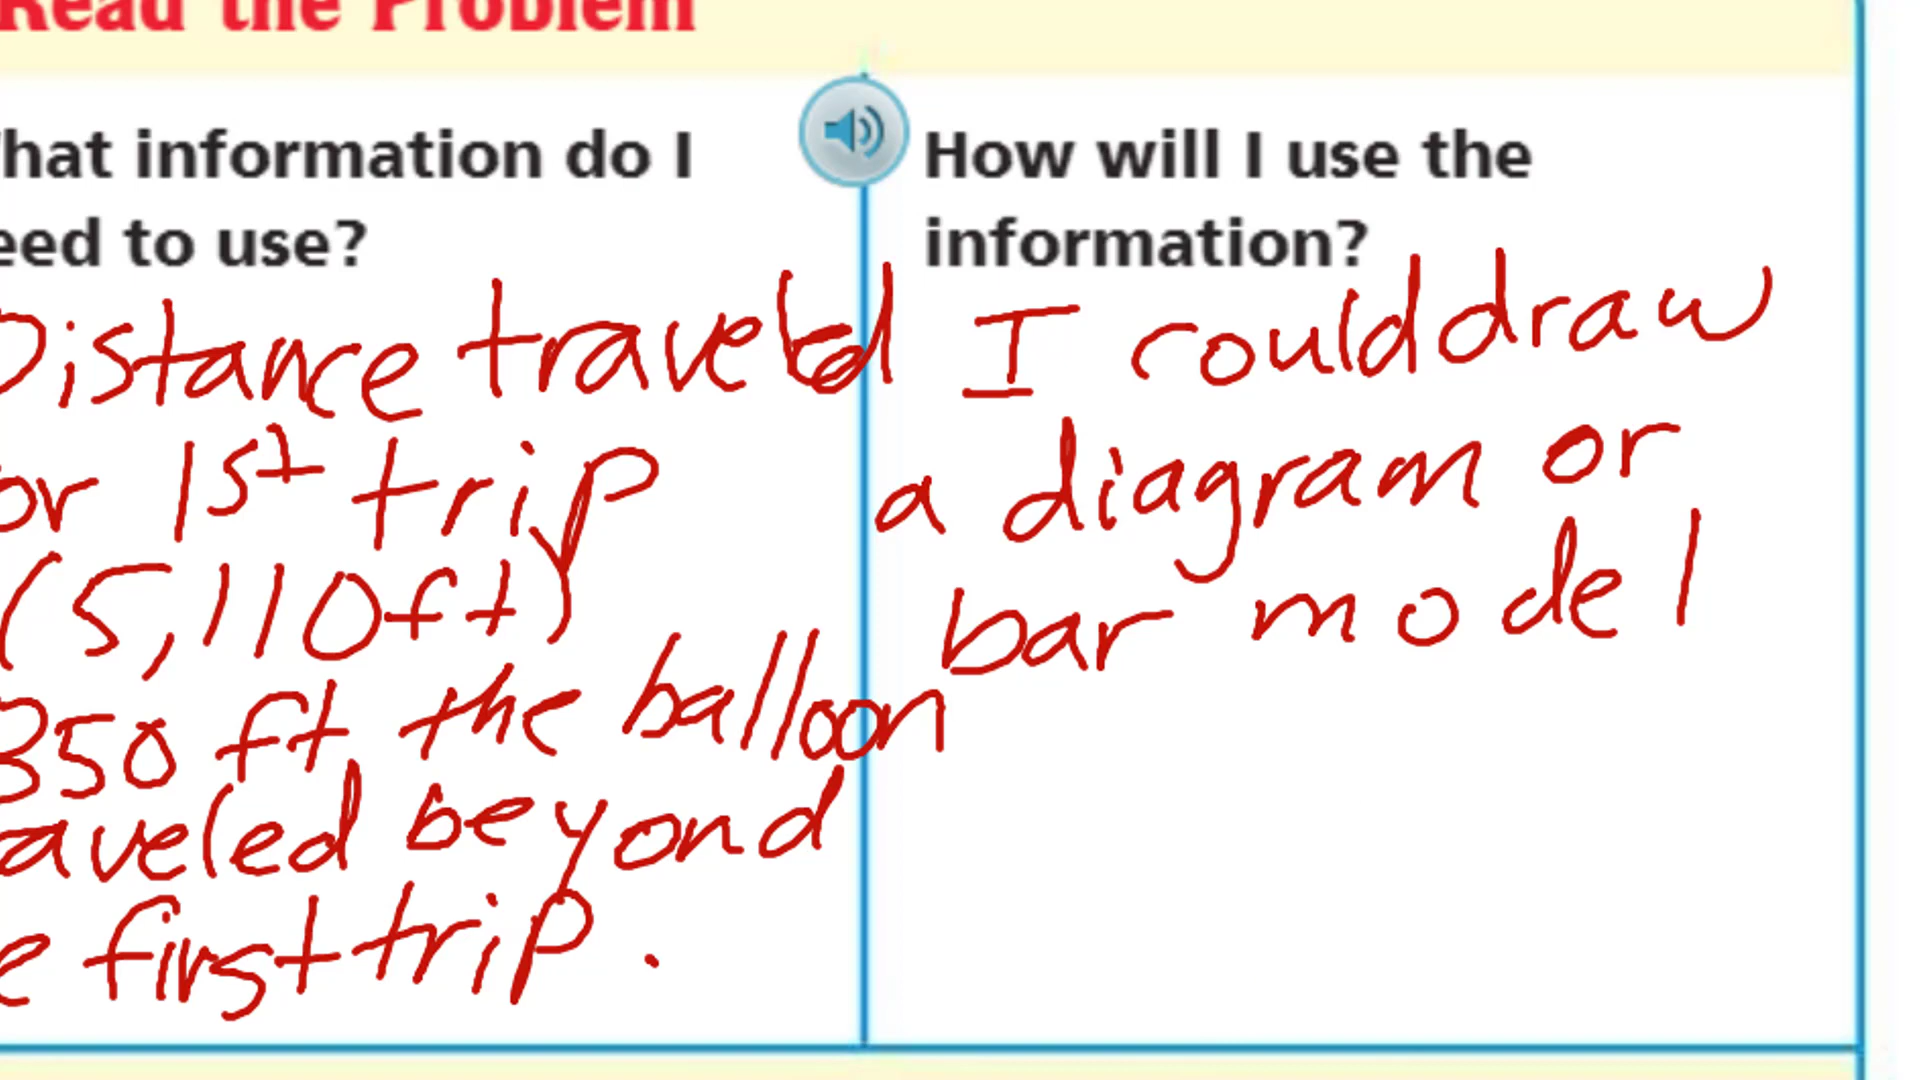 Read the Problem
hat information do I
eed to use?
Distance traveled
or 1st trip
(5,110ft)
350 ft the balloon
aveled beyond
e first trip.
How will I use the
information?
I could draw
a diagram or
bar model